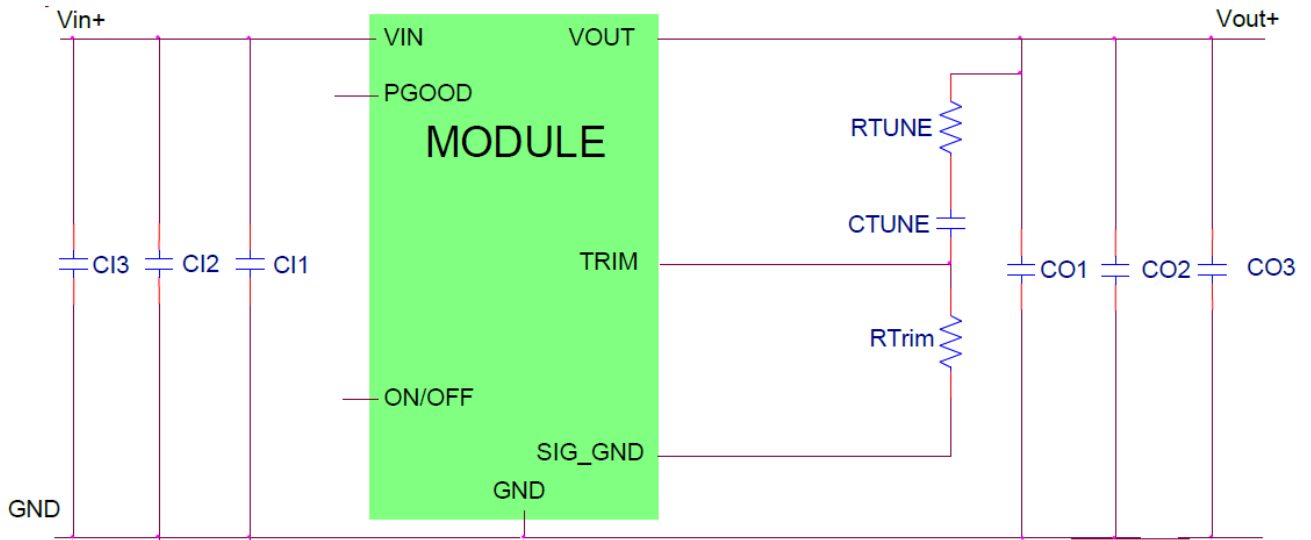 Vin+
Vout+
VIN
VOUT
PGOOD
MODULE
RTUNE
CTUNE
TRIM
CI3
CI2
CI1
CO1
CO2
CO3
RTrim
ON/OFF
SIG_GND
GND
GND